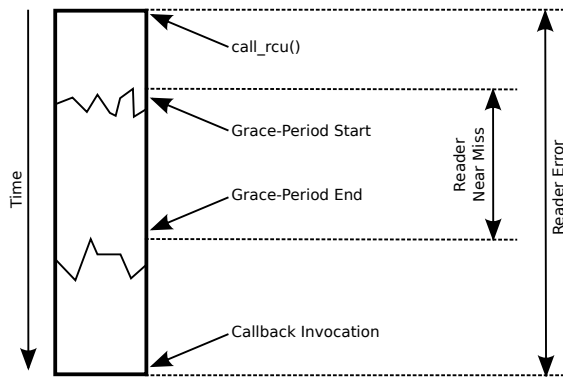 call_rcu()
Grace-Period Start
Grace-Period End
Callback Invocation
Time
Reader
Near Miss
Reader Error